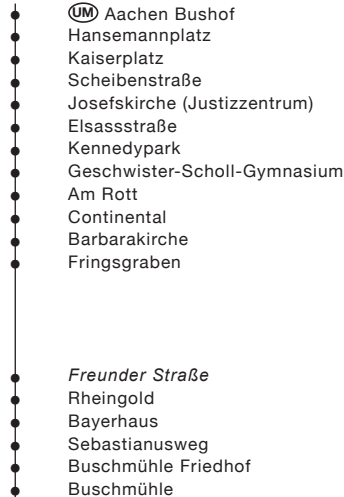 UM Aachen Bushof
Hansemannplatz
Kaiserplatz
Scheibenstraße
Josefskirche (Justizzentrum)
Elsassstraße
Kennedypark
Geschwister-Scholl-Gymnasium
Am Rott
Continental
Barbarakirche
Fringsgraben
Freunder Straße
Rheingold
Bayerhaus
Sebastianusweg
Buschmühle Friedhof
Buschmühle